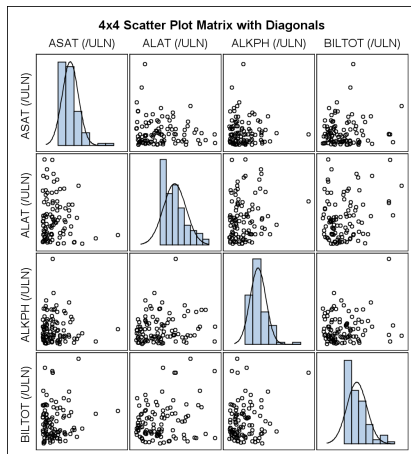 4x4 Scatter Plot Matrix with Diagonals
ASAT (/ULN) ALAT (/ULN) ALKPH (/ULN) BILTOT (/ULN)
ASAT (/ULN)
ALAT (/ULN)
ALKPH (/ULN)
BILTOT (/ULN)